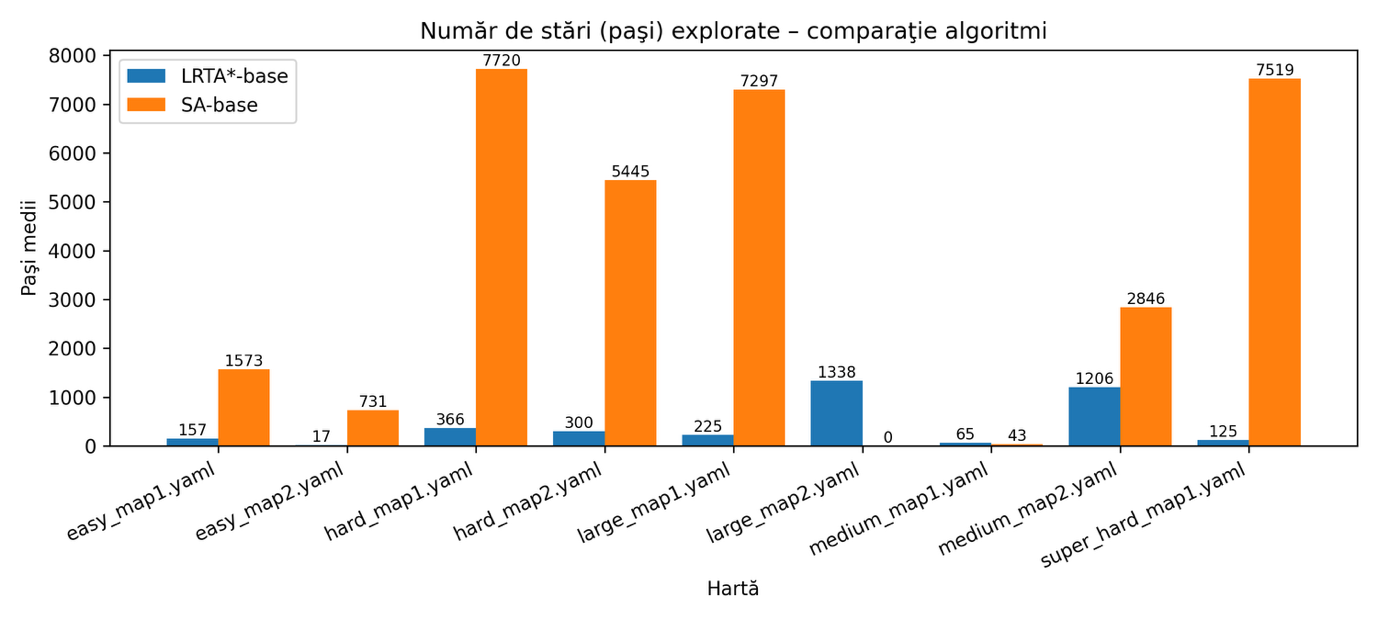 Număr de stări (paşi) explorate – comparaţie algoritmi
LRTA*-base
SA-base
Paşi medii
8000
7000
6000
5000
4000
3000
2000
1000
0
157
1573
17
731
366
7720
300
5445
225
7297
1338
0
65
43
1206
2846
125
7519
easy_map1.yaml
easy_map2.yaml
hard_map1.yaml
hard_map2.yaml
large_map1.yaml
large_map2.yaml
medium_map1.yaml
medium_map2.yaml
super_hard_map1.yaml
Hartă